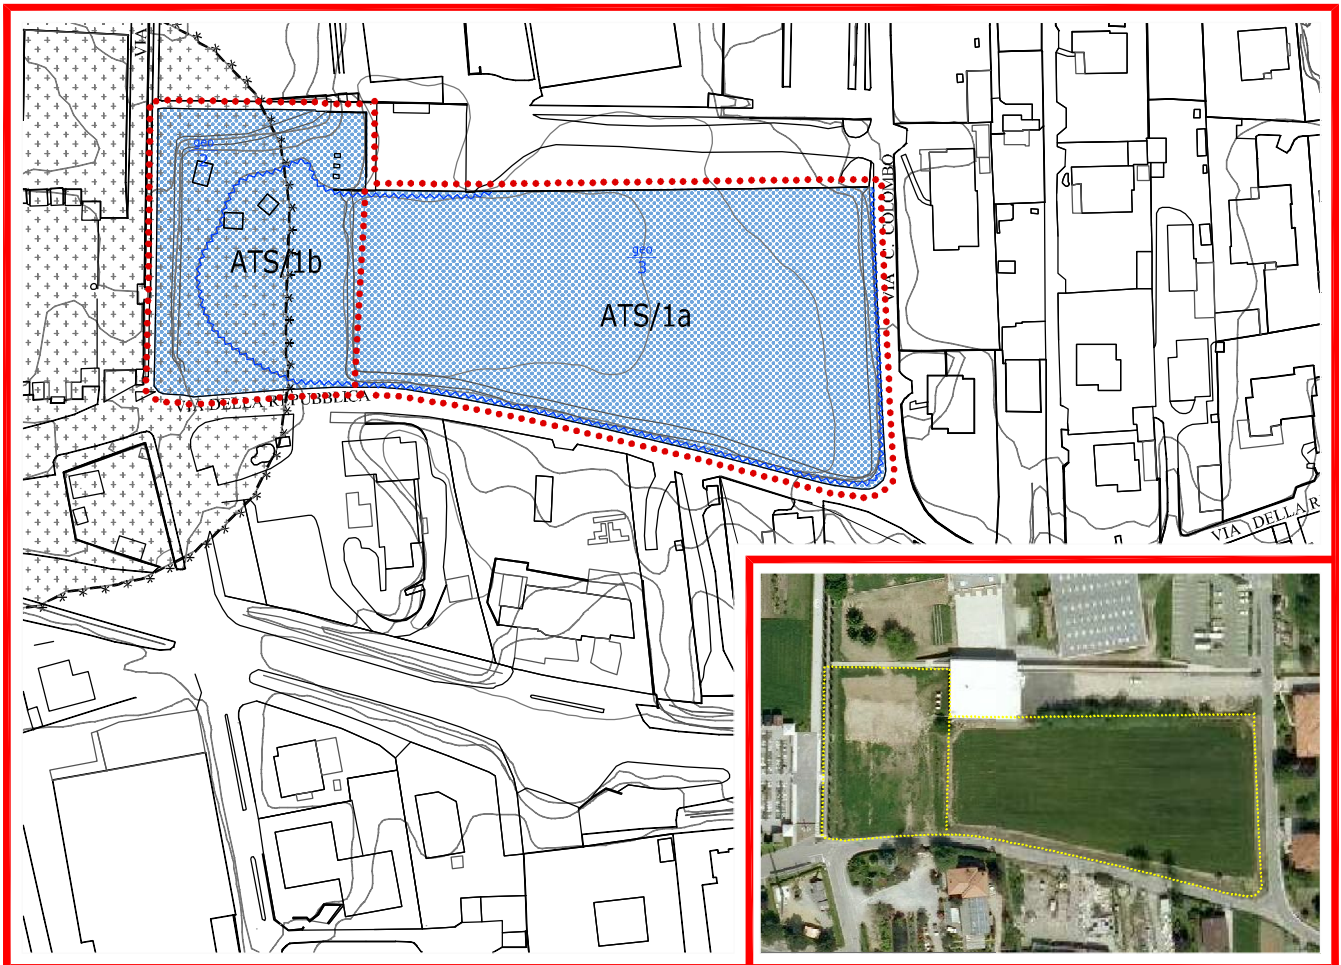 VIA
geo
VIA C. COLOMBO
geo
3
ATS/1b
ATS/1a
VIA DELLA REPUBBLICA
VIA DELLA R